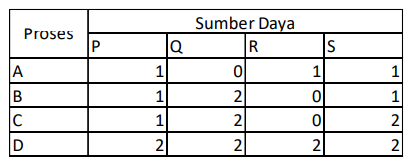 Proses Sumber Daya
P Q R S
A 1 0 1 1
B 1 2 0 1
C 1 2 0 2
D 2 2 2 2